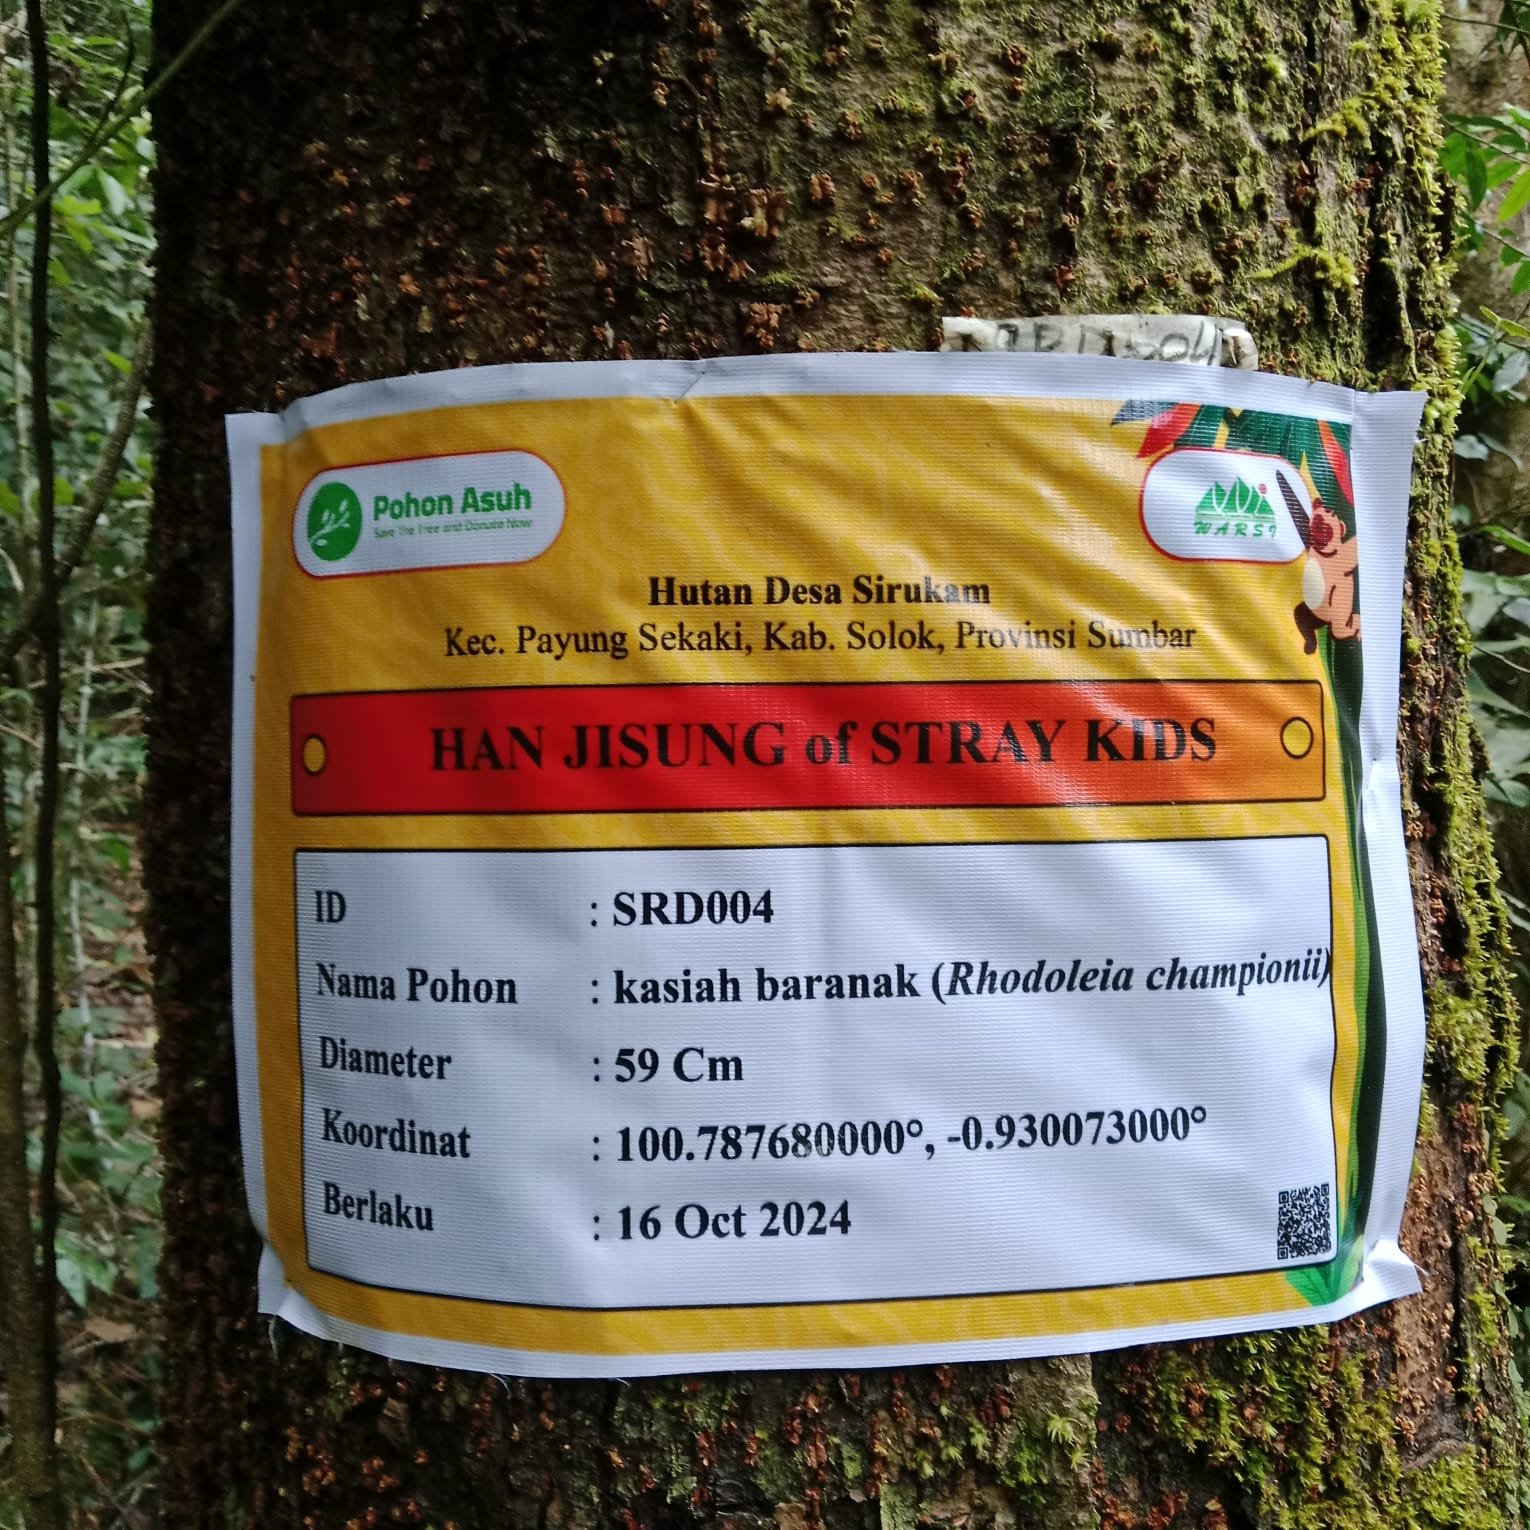 Pohon Asuh
Save the Tree and Donate Now
WARSI
Hutan Desa Sirukam
Kec. Payung Sekaki, Kab. Solok, Provinsi Sumbar
HAN JISUNG of STRAY KIDS
ID : SRD004
Nama Pohon : kasiah baranak (Rhodoleia championii)
Diameter : 59 Cm
Koordinat : 100.787680000°, -0.930073000°
Berlaku : 16 Oct 2024